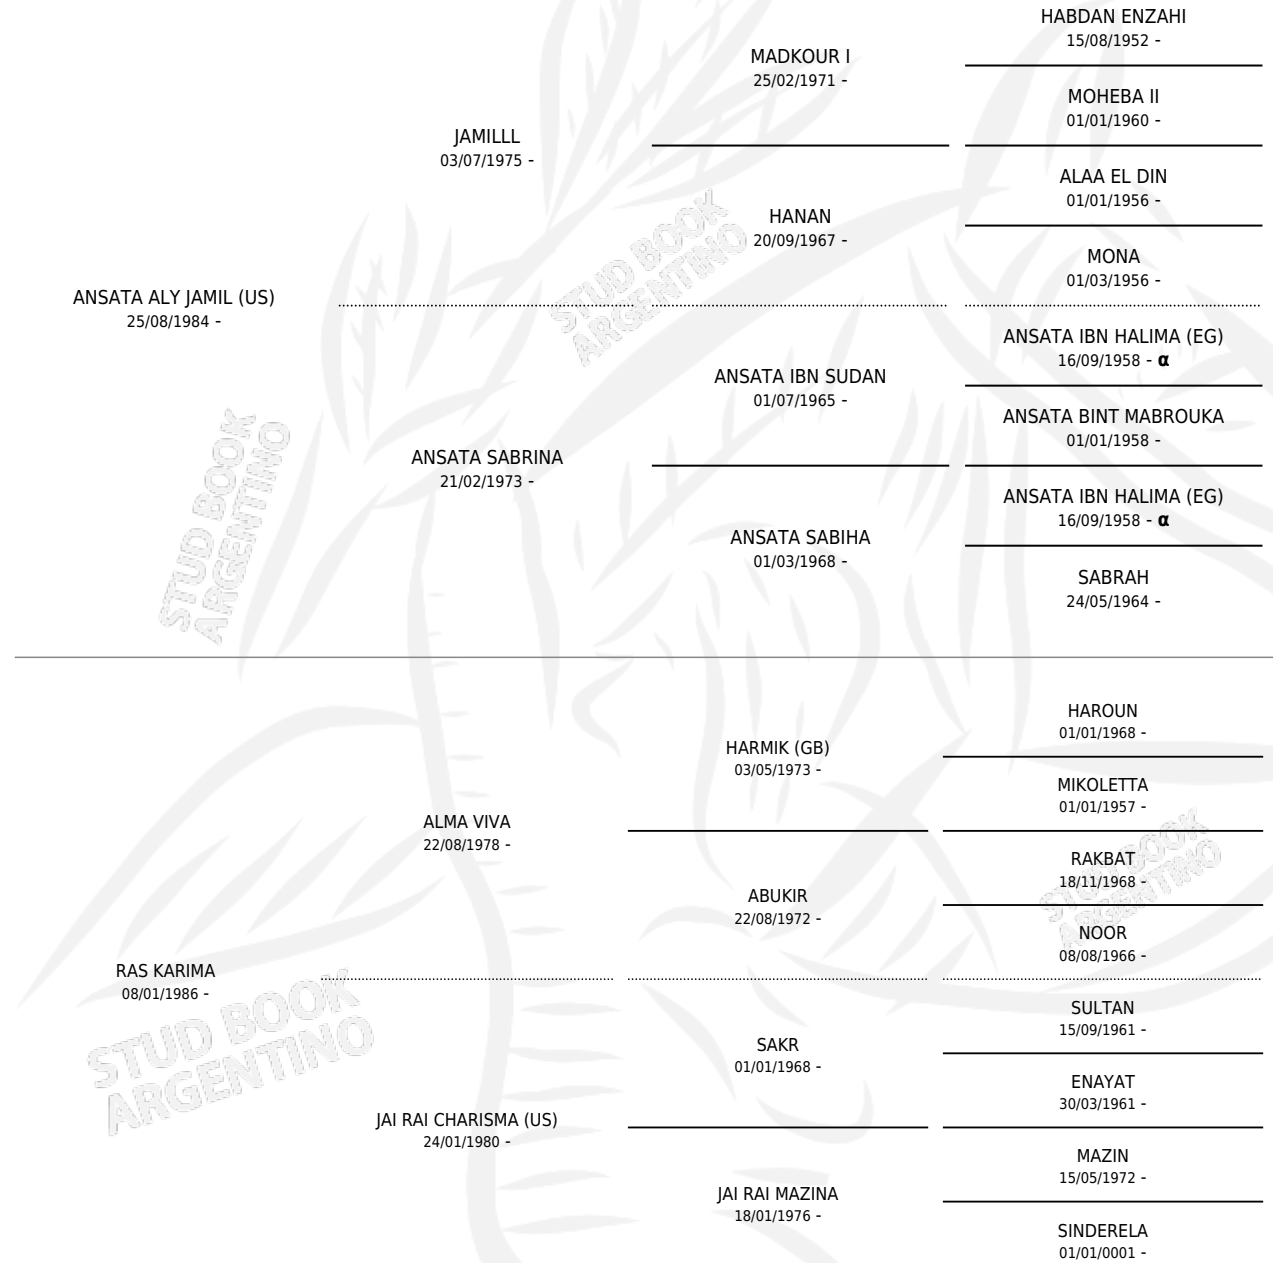 HABDAN ENZAHI
15/08/1952 -
MADKOUR I
25/02/1971 -
MOHEBA II
01/01/1960 -
JAMILLL
03/07/1975 -
ALAA EL DIN
01/01/1956 -
HANAN
20/09/1967 -
MONA
01/03/1956 -
ANSATA ALY JAMIL (US)
25/08/1984 -
ANSATA IBN HALIMA (EG)
16/09/1958 - α
ANSATA IBN SUDAN
01/07/1965 -
ANSATA BINT MABROUKA
01/01/1958 -
ANSATA SABRINA
21/02/1973 -
ANSATA IBN HALIMA (EG)
16/09/1958 - α
ANSATA SABIHA
01/03/1968 -
SABRAH
24/05/1964 -
STUD BOOK
ARGENTINO
STUD BOOK
ARGENTINO
HAROUN
01/01/1968 -
HARMIK (GB)
03/05/1973 -
MIKOLETTA
01/01/1957 -
ALMA VIVA
22/08/1978 -
RAKBAT
18/11/1968 -
ABUKIR
22/08/1972 -
NOOR
08/08/1966 -
RAS KARIMA
08/01/1986 -
SULTAN
15/09/1961 -
SAKR
01/01/1968 -
ENAYAT
30/03/1961 -
JAI RAI CHARISMA (US)
24/01/1980 -
MAZIN
15/05/1972 -
JAI RAI MAZINA
18/01/1976 -
SINDERELA
01/01/0001 -
STUD BOOK
ARGENTINO
STUD BOOK
ARGENTINO